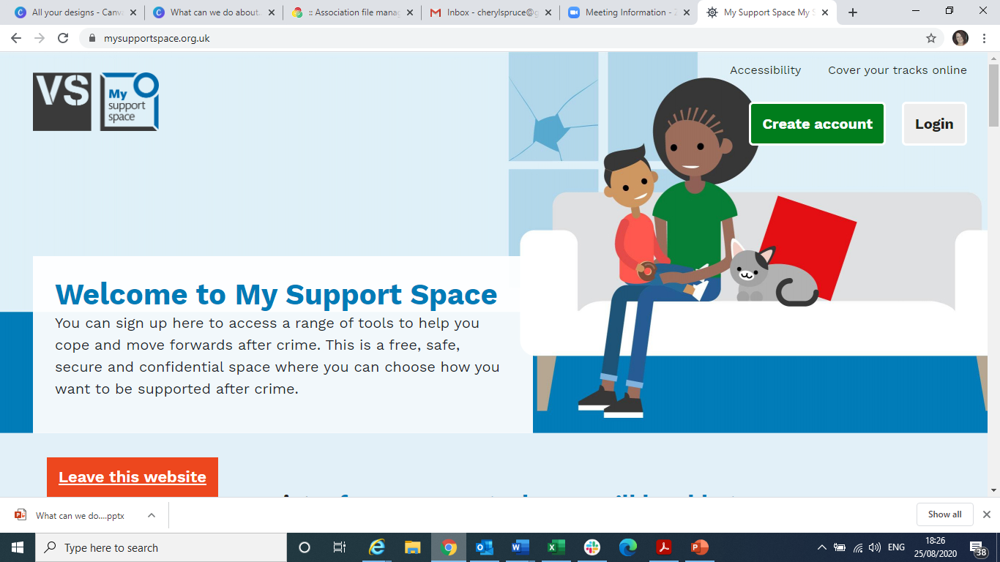 All your designs - Canv
What can we do about
:: Association file mana
Inbox - cherylspruce@g
Meeting Information - Z
My Support Space My S
mysupportspace.org.uk
Accessibility
Cover your tracks online
VS
My
support
space
Create account
Login
Welcome to My Support Space
You can sign up here to access a range of tools to help you
cope and move forwards after crime. This is a free, safe,
secure and confidential space where you can choose how you
want to be supported after crime.
Leave this website
What can we do....pptx
Show all
Type here to search
ENG
18:26
25/08/2020
38